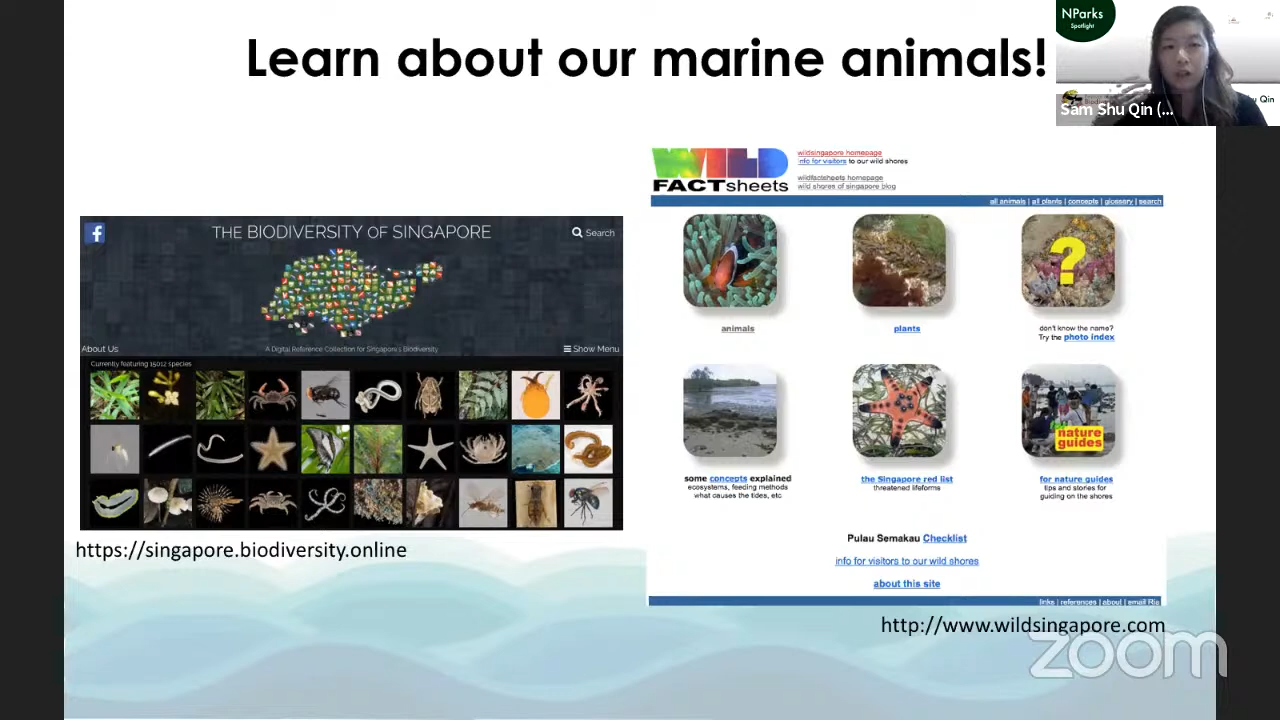 Learn about our marine animals!
NParks
Spotlight
Sam Shu Qin (...
WILD
FACTsheets
wildsingapore homepage
info for visitors to our wild shores
wildfactsheets homepage
wild shores of singapore blog
all animals | all plants | concepts | glossary | search
THE BIODIVERSITY OF SINGAPORE
Search
About Us
A Digital Reference Collection for Singapore's Biodiversity
Show Menu
Currently featuring 15012 species
?
animals
plants
don't know the name?
Try the photo index
nature
guides
some concepts explained
ecosystems, feeding methods
what causes the tides, etc
the Singapore red list
threatened lifeforms
for nature guides
tips and stories for
guiding on the shores
Pulau Semakau Checklist
info for visitors to our wild shores
about this site
links | references | about | email Ria
https://singapore.biodiversity.online
http://www.wildsingapore.com
zoom